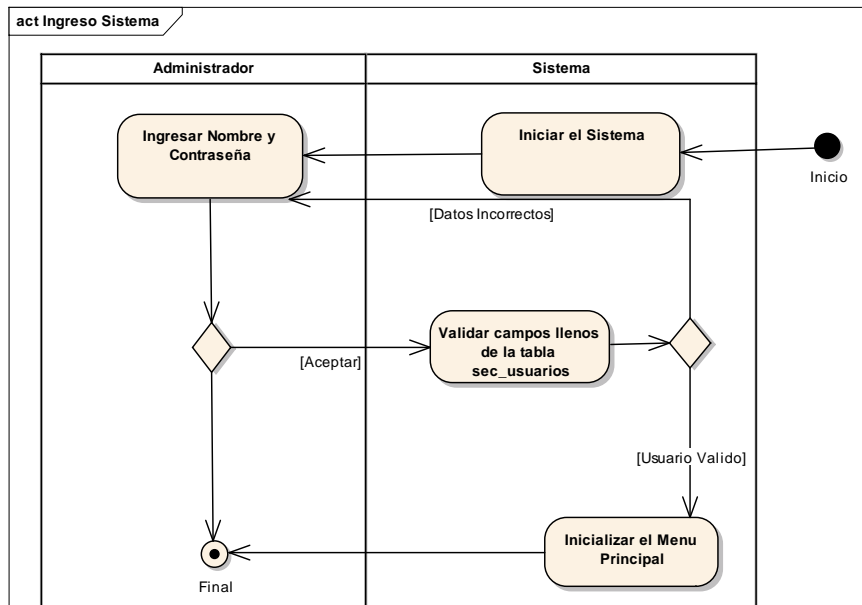 act Ingreso Sistema
Administrador
Sistema
Ingresar Nombre y
Contraseña
Iniciar el Sistema
Inicio
[Datos Incorrectos]
Validar campos llenos
de la tabla
sec_usuarios
[Aceptar]
[Usuario Valido]
Inicializar el Menu
Principal
Final